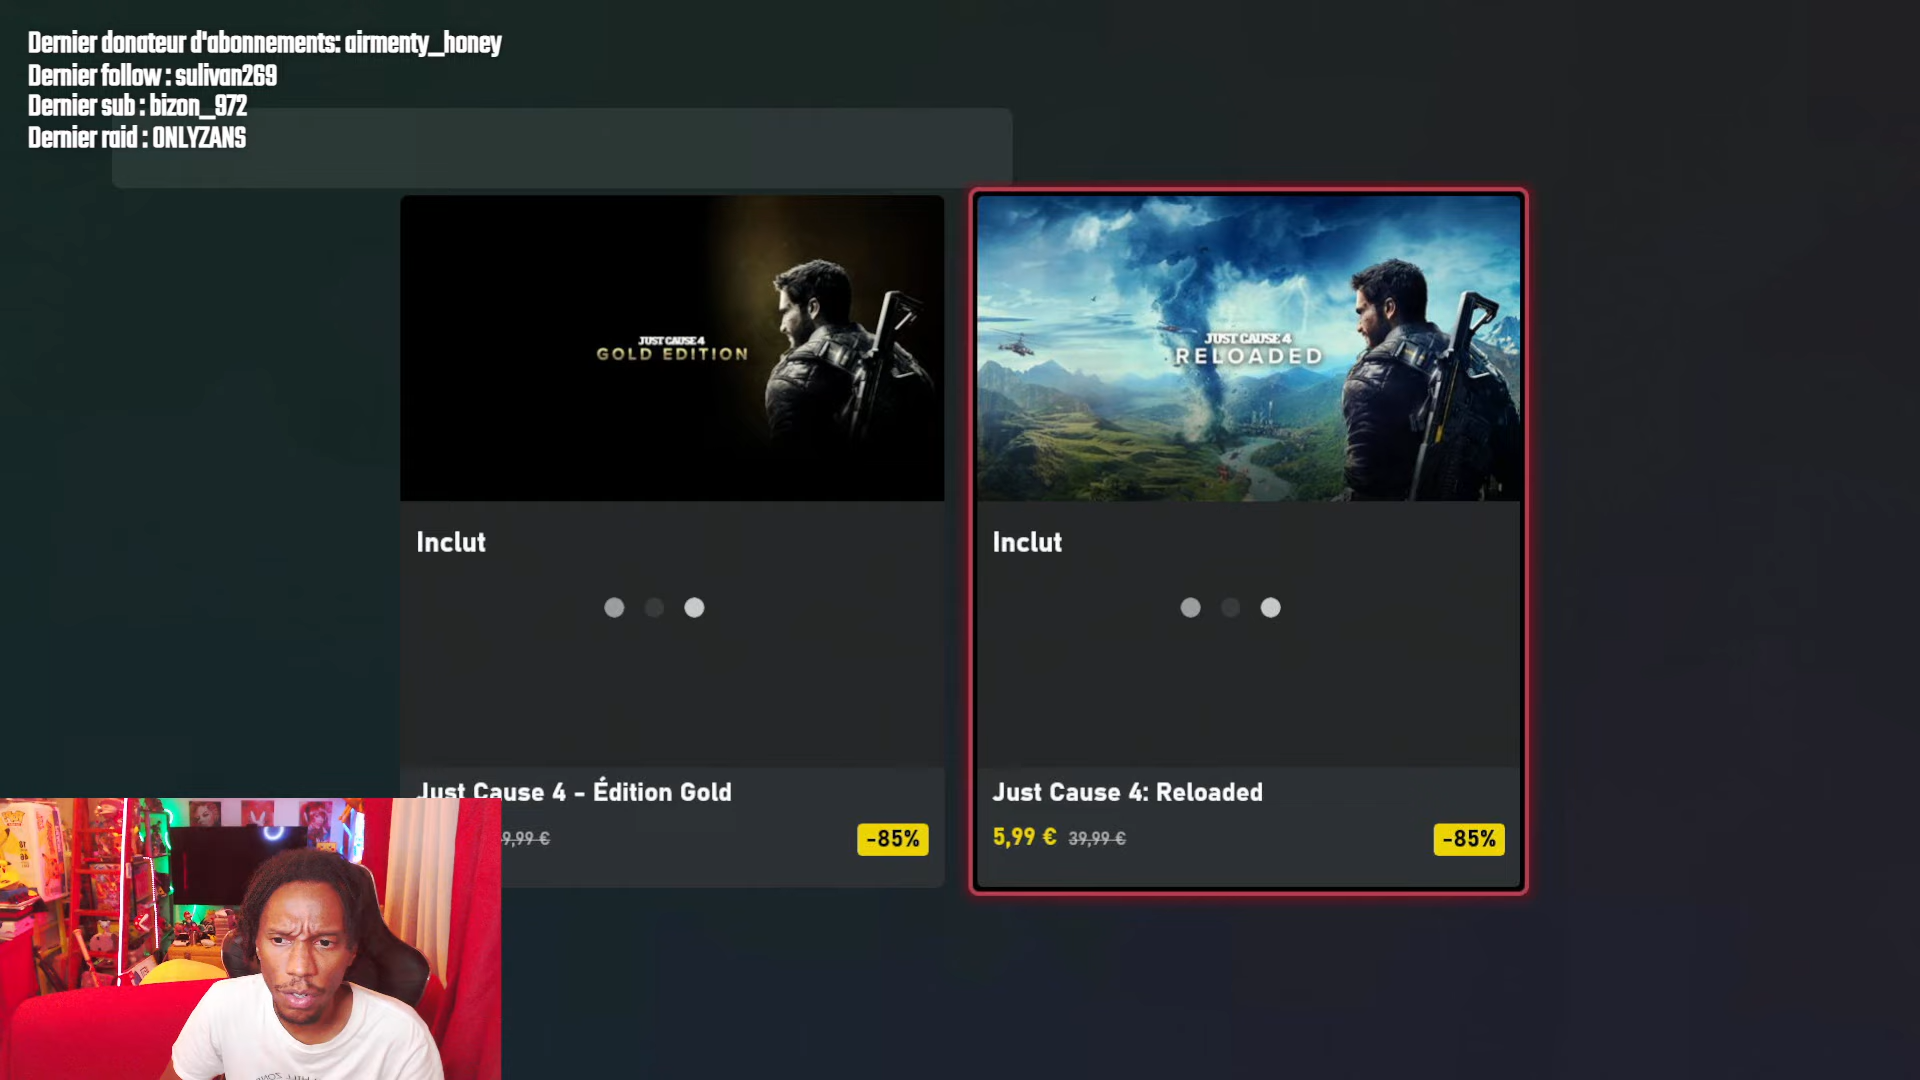 Dernier donateur d'abonnements: airmenty_honey
Dernier follow : sulivan269
Dernier sub : bizon_972
Dernier raid : ONLYZANS
JUST CAUSE 4
GOLD EDITION
JUST CAUSE 4
RELOADED
Inclut
Inclut
Just Cause 4 - Édition Gold
9,99 €
-85%
Just Cause 4: Reloaded
5,99 € 39,99 €
-85%